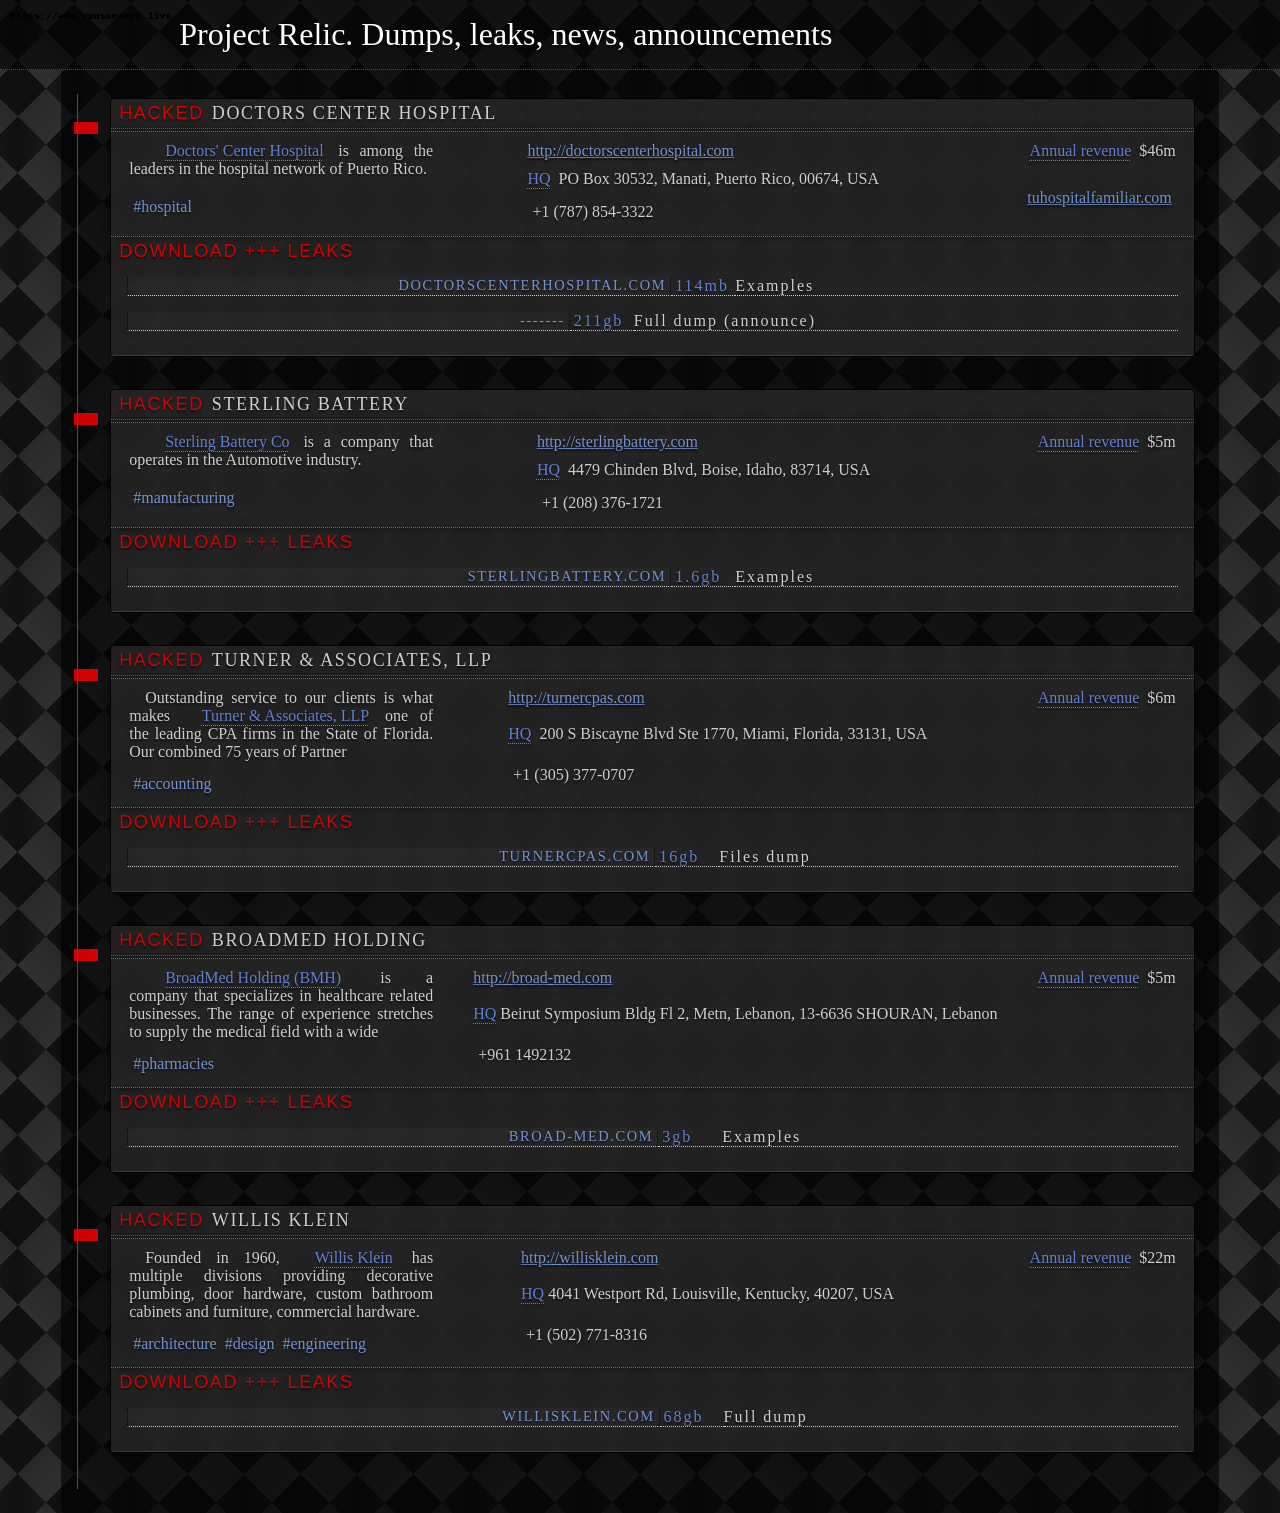 Project Relic. Dumps, leaks, news, announcements
HACKED DOCTORS CENTER HOSPITAL
Doctors' Center Hospital is among the
leaders in the hospital network of Puerto Rico.
#hospital
http://doctorscenterhospital.com
HQ PO Box 30532, Manati, Puerto Rico, 00674, USA
+1 (787) 854-3322
Annual revenue $46m
tuhospitalfamiliar.com
DOWNLOAD +++ LEAKS
DOCTORSCENTERHOSPITAL.COM 114mb Examples
------- 211gb Full dump (announce)
HACKED STERLING BATTERY
Sterling Battery Co is a company that
operates in the Automotive industry.
#manufacturing
http://sterlingbattery.com
HQ 4479 Chinden Blvd, Boise, Idaho, 83714, USA
+1 (208) 376-1721
Annual revenue $5m
DOWNLOAD +++ LEAKS
STERLINGBATTERY.COM 1.6gb Examples
HACKED TURNER & ASSOCIATES, LLP
Outstanding service to our clients is what
makes Turner & Associates, LLP one of
the leading CPA firms in the State of Florida.
Our combined 75 years of Partner
#accounting
http://turnercpas.com
HQ 200 S Biscayne Blvd Ste 1770, Miami, Florida, 33131, USA
+1 (305) 377-0707
Annual revenue $6m
DOWNLOAD +++ LEAKS
TURNERCPAS.COM 16gb Files dump
HACKED BROADMED HOLDING
BroadMed Holding (BMH) is a
company that specializes in healthcare related
businesses. The range of experience stretches
to supply the medical field with a wide
#pharmacies
http://broad-med.com
HQ Beirut Symposium Bldg Fl 2, Metn, Lebanon, 13-6636 SHOURAN, Lebanon
+961 1492132
Annual revenue $5m
DOWNLOAD +++ LEAKS
BROAD-MED.COM 3gb Examples
HACKED WILLIS KLEIN
Founded in 1960, Willis Klein has
multiple divisions providing decorative
plumbing, door hardware, custom bathroom
cabinets and furniture, commercial hardware.
#architecture #design #engineering
http://willisklein.com
HQ 4041 Westport Rd, Louisville, Kentucky, 40207, USA
+1 (502) 771-8316
Annual revenue $22m
DOWNLOAD +++ LEAKS
WILLISKLEIN.COM 68gb Full dump